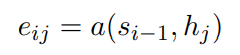 e_{ij} = a(s_{i-1}, h_j)